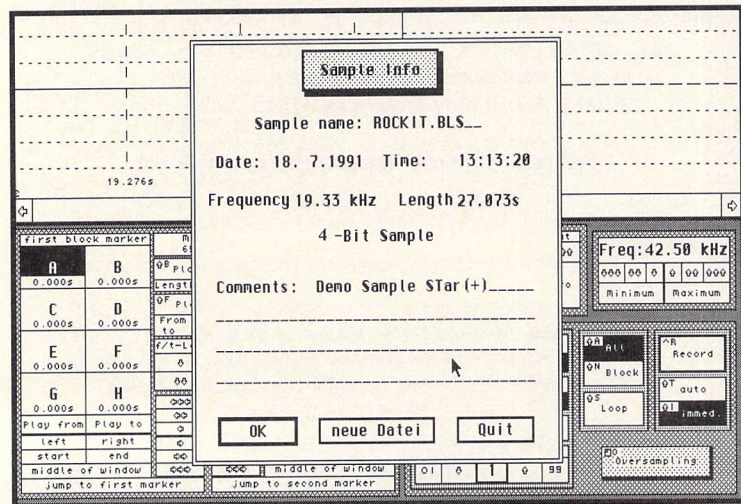 Sample Info
Sample name: ROCKIT.BLS__
Date: 18. 7.1991 Time: 13:13:20
Frequency 19.33 kHz Length 27.073s
4 -Bit Sample
Comments: Demo Sample STar(+)_____
OK neue Datei Quit
19.276s
first block marker
A B
0.000s 0.000s
C D
0.000s 0.000s
E F
0.000s 0.000s
G H
0.000s 0.000s
Play from Play to
left right
start end
middle of window
jump to first marker
From
to
middle of window
jump to second marker
01 1 99
Freq:42.50 kHz
Minimum Maximum
All
Block
Loop
^R
Record
auto
immed.
Oversampling